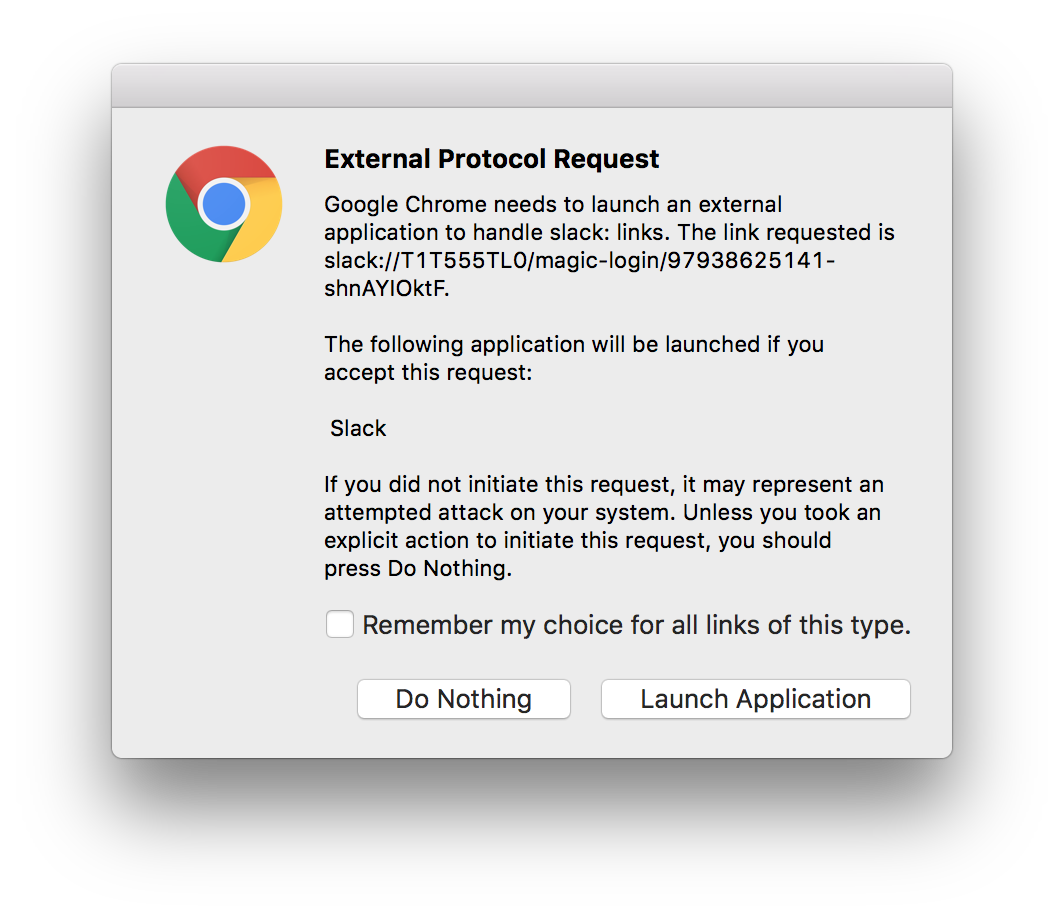 External Protocol Request
Google Chrome needs to launch an external
application to handle slack: links. The link requested is
slack://T1T555TL0/magic-login/97938625141-
shnAYlOktF.
The following application will be launched if you
accept this request:
Slack
If you did not initiate this request, it may represent an
attempted attack on your system. Unless you took an
explicit action to initiate this request, you should
press Do Nothing.
Remember my choice for all links of this type.
Do Nothing
Launch Application